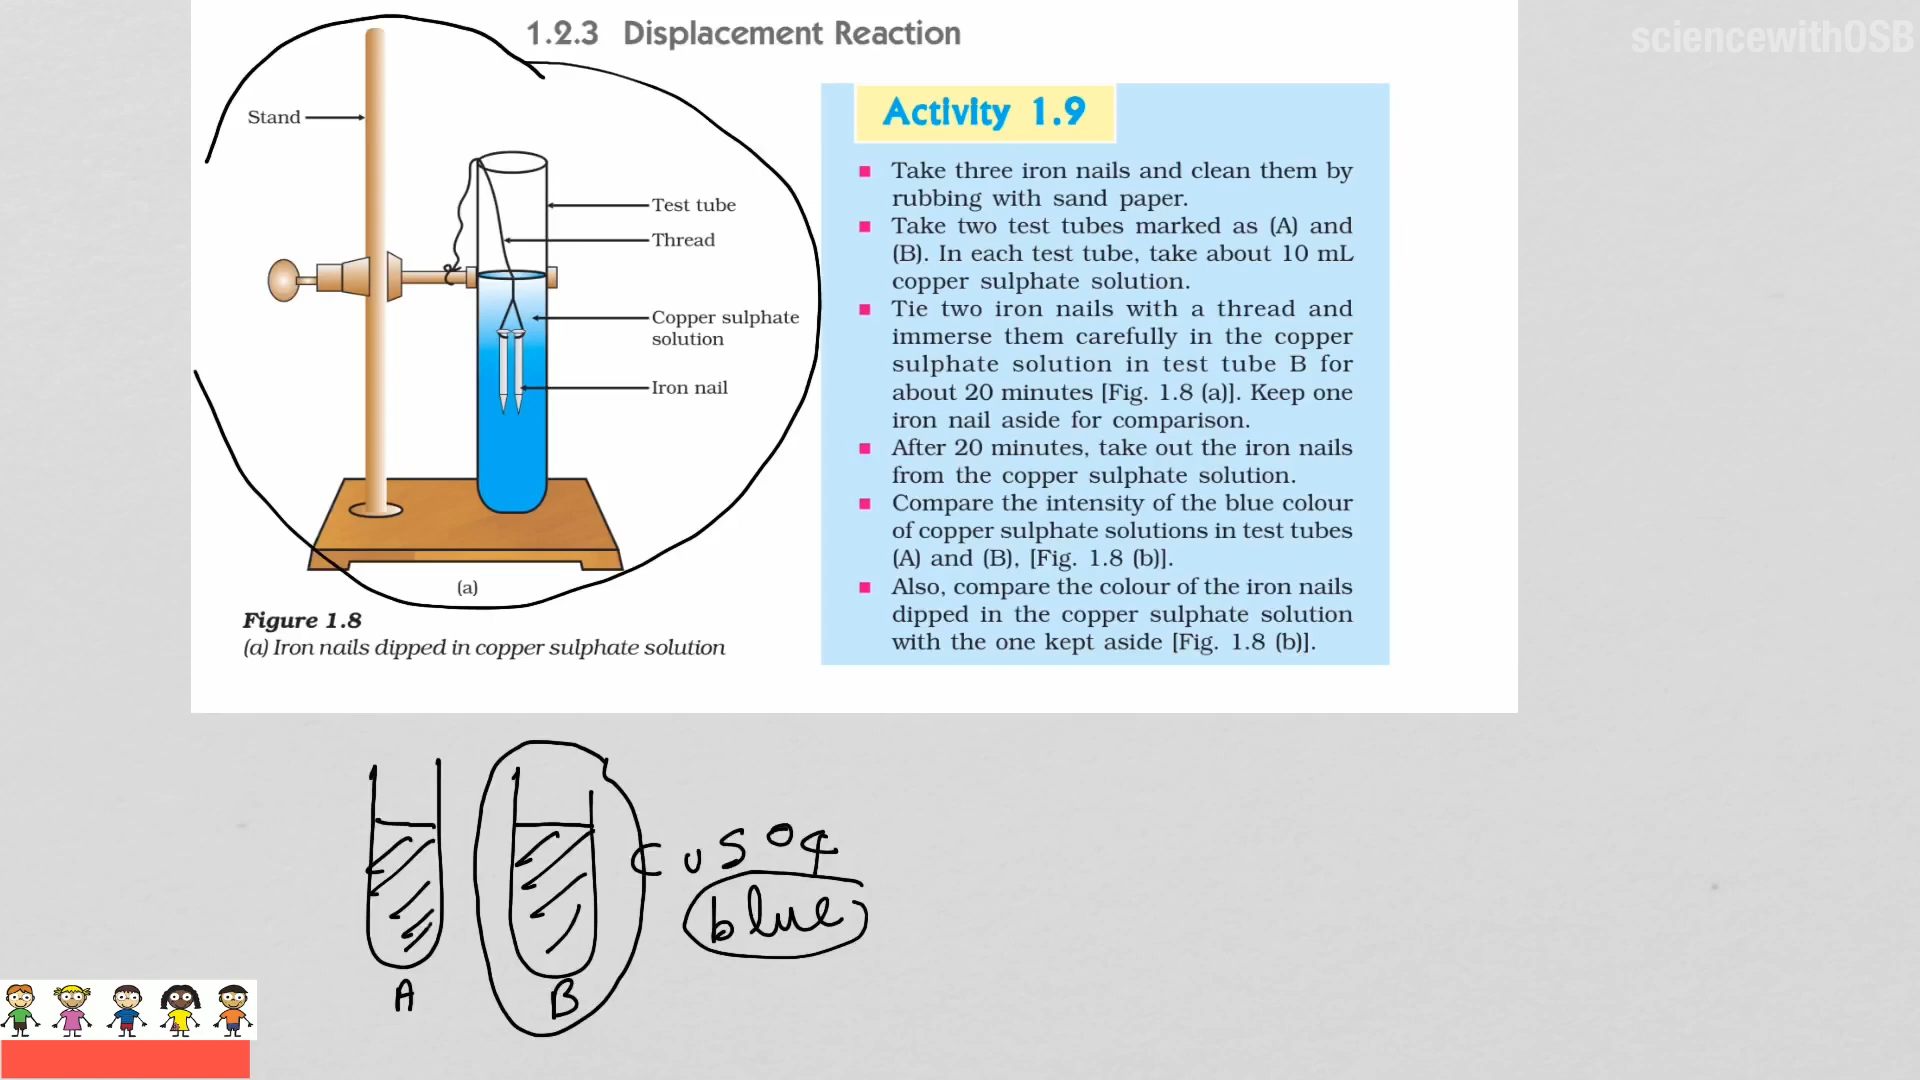 1.2.3 Displacement Reaction
sciencewithOSB
Stand
Test tube
Thread
Copper sulphate
solution
Iron nail
(a)
Figure 1.8
(a) Iron nails dipped in copper sulphate solution
Activity 1.9
Take three iron nails and clean them by
rubbing with sand paper.
Take two test tubes marked as (A) and
(B). In each test tube, take about 10 mL
copper sulphate solution.
Tie two iron nails with a thread and
immerse them carefully in the copper
sulphate solution in test tube B for
about 20 minutes [Fig. 1.8 (a)]. Keep one
iron nail aside for comparison.
After 20 minutes, take out the iron nails
from the copper sulphate solution.
Compare the intensity of the blue colour
of copper sulphate solutions in test tubes
(A) and (B), [Fig. 1.8 (b)].
Also, compare the colour of the iron nails
dipped in the copper sulphate solution
with the one kept aside [Fig. 1.8 (b)].
CuSO4
blue
A
B